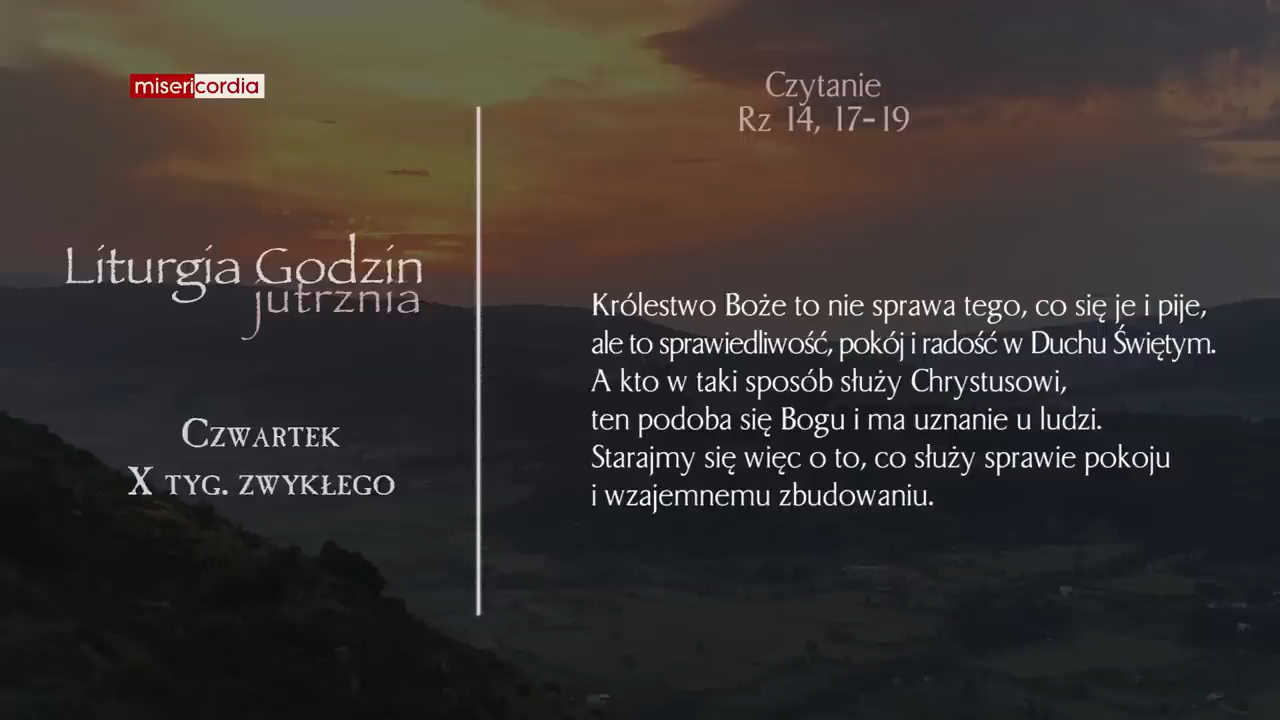 misericordia
Liturgia Godzin
jutrznia
Czwartek
X tyg. zwykłego
Czytanie
Rz 14, 17-19
Królestwo Boże to nie sprawa tego, co się je i pije,
ale to sprawiedliwość, pokój i radość w Duchu Świętym.
A kto w taki sposób służy Chrystusowi,
ten podoba się Bogu i ma uznanie u ludzi.
Starajmy się więc o to, co służy sprawie pokoju
i wzajemnemu zbudowaniu.